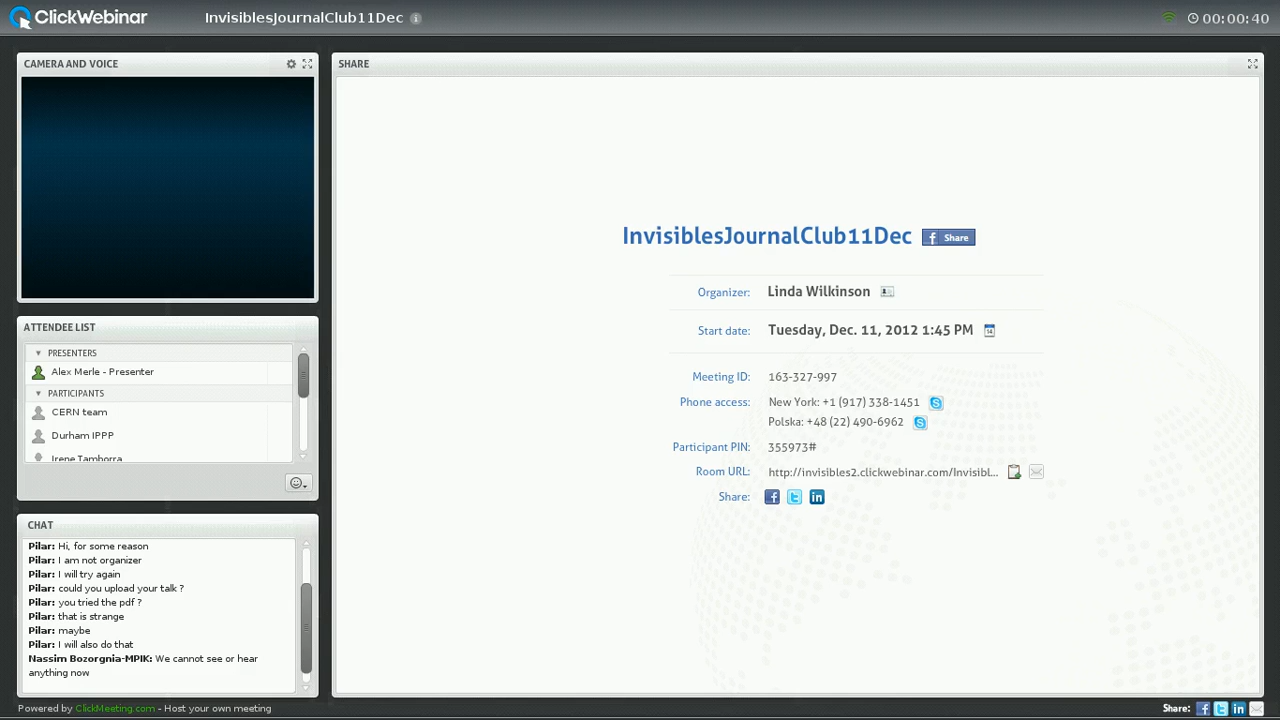 ClickWebinar
InvisiblesJournalClub11Dec
00:00:40
CAMERA AND VOICE
ATTENDEE LIST
PRESENTERS
Alex Merle - Presenter
PARTICIPANTS
CERN team
Durham IPPP
Irene Tamborra
CHAT
Pilar: Hi, for some reason
Pilar: I am not organizer
Pilar: I will try again
Pilar: could you upload your talk ?
Pilar: you tried the pdf ?
Pilar: that is strange
Pilar: maybe
Pilar: I will also do that
Nassim Bozorgnia-MPIK: We cannot see or hear
anything now
SHARE
InvisiblesJournalClub11Dec
Share
Organizer: Linda Wilkinson
Start date: Tuesday, Dec. 11, 2012 1:45 PM
Meeting ID: 163-327-997
Phone access: New York: +1 (917) 338-1451
Polska: +48 (22) 490-6962
Participant PIN: 355973#
Room URL: http://invisibles2.clickwebinar.com/Invisibl...
Share:
Powered by ClickMeeting.com - Host your own meeting
Share: